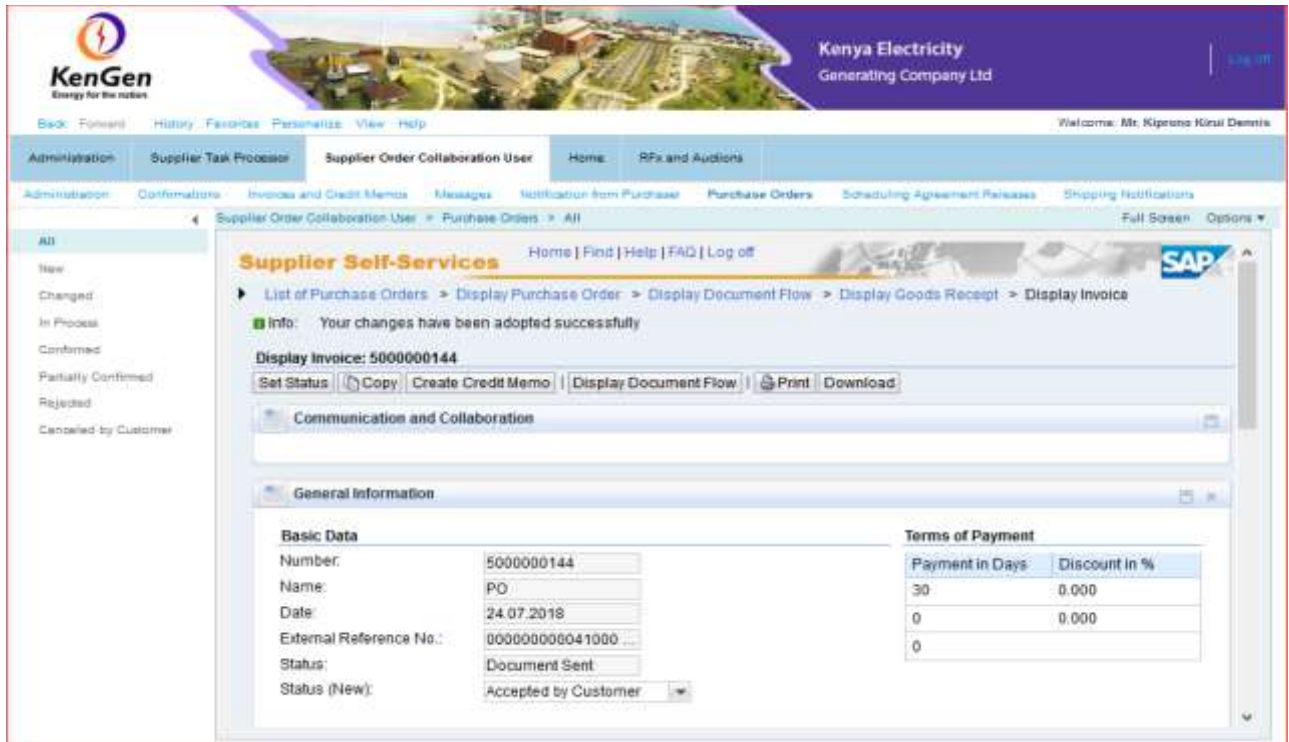 KenGen
Energy for the nation
Kenya Electricity
Generating Company Ltd
Log off
Back Forward History Favorites Personalize View Help
Welcome: Mr. Kiprono Kirui Dennis
Administration Supplier Task Processor Supplier Order Collaboration User Home RFx and Auctions
Administration Confirmations Invoices and Credit Memos Messages Notification from Purchaser Purchase Orders Scheduling Agreement Releases Shipping Notifications
Supplier Order Collaboration User > Purchase Orders > All
Full Screen Options
All
New
Changed
In Process
Confirmed
Partially Confirmed
Rejected
Canceled by Customer
Supplier Self-Services
Home | Find | Help | FAQ | Log off
SAP
List of Purchase Orders > Display Purchase Order > Display Document Flow > Display Goods Receipt > Display Invoice
Info: Your changes have been adopted successfully
Display Invoice: 5000000144
Set Status Copy Create Credit Memo | Display Document Flow | Print Download
Communication and Collaboration
General Information
Basic Data
Number: 5000000144
Name: PO
Date: 24.07.2018
External Reference No.: 000000000041000 ...
Status: Document Sent
Status (New): Accepted by Customer
Terms of Payment
Payment in Days Discount in %
30 0.000
0 0.000
0